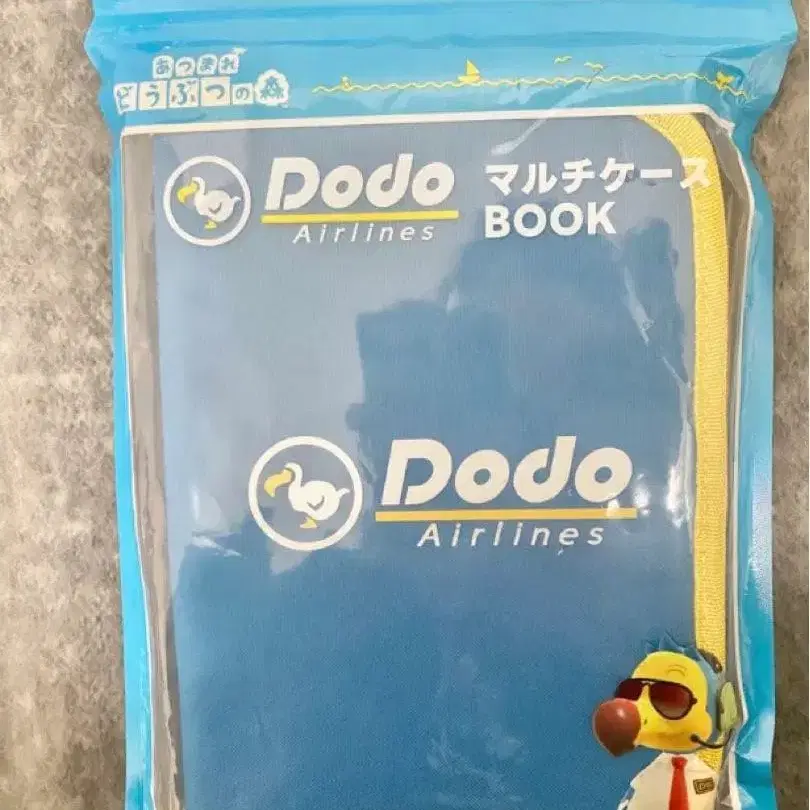 あつまれ
どうぶつの森
Dodo
Airlines
マルチケース
BOOK
Dodo
Airlines